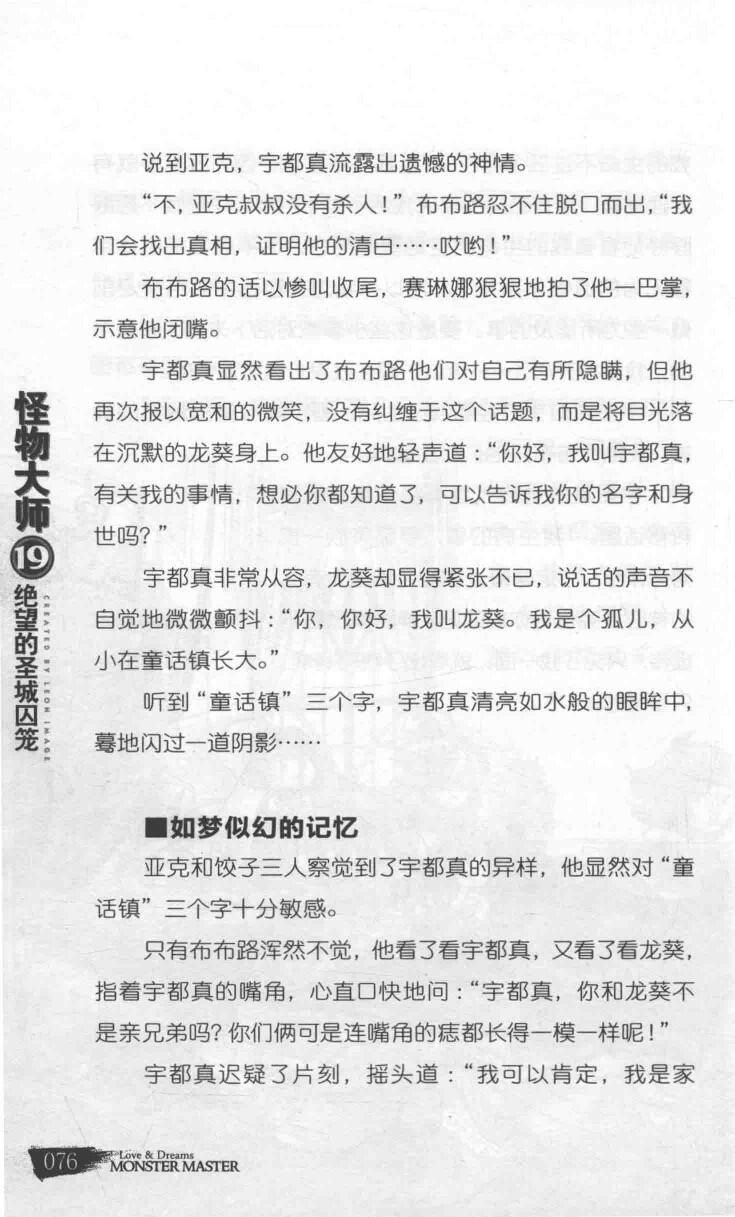 说到亚克，宇都真流露出遗憾的神情。
“不，亚克叔叔没有杀人！”布布路忍不住脱口而出，“我
们会找出真相，证明他的清白……哎哟！”
布布路的话以惨叫收尾，赛琳娜狠狠地拍了他一巴掌，
示意他闭嘴。
宇都真显然看出了布布路他们对自己有所隐瞒，但他
再次报以宽和的微笑，没有纠缠于这个话题，而是将目光落
在沉默的龙葵身上。他友好地轻声道：“你好，我叫宇都真，
有关我的事情，想必你都知道了，可以告诉我你的名字和身
世吗？”
宇都真非常从容，龙葵却显得紧张不已，说话的声音不
自觉地微微颤抖：“你，你好，我叫龙葵。我是个孤儿，从
小在童话镇长大。”
听到“童话镇”三个字，宇都真清亮如水般的眼眸中，
蓦地闪过一道阴影……
■如梦似幻的记忆
亚克和饺子三人察觉到了宇都真的异样，他显然对“童
话镇”三个字十分敏感。
只有布布路浑然不觉，他看了看宇都真，又看了看龙葵，
指着宇都真的嘴角，心直口快地问：“宇都真，你和龙葵不
是亲兄弟吗？你们俩可是连嘴角的痣都长得一模一样呢！”
宇都真迟疑了片刻，摇头道：“我可以肯定，我是家
怪物大师
19
绝望的圣城囚笼
CREATED BY LEON IMAGE
076
Love & Dreams
MONSTER MASTER